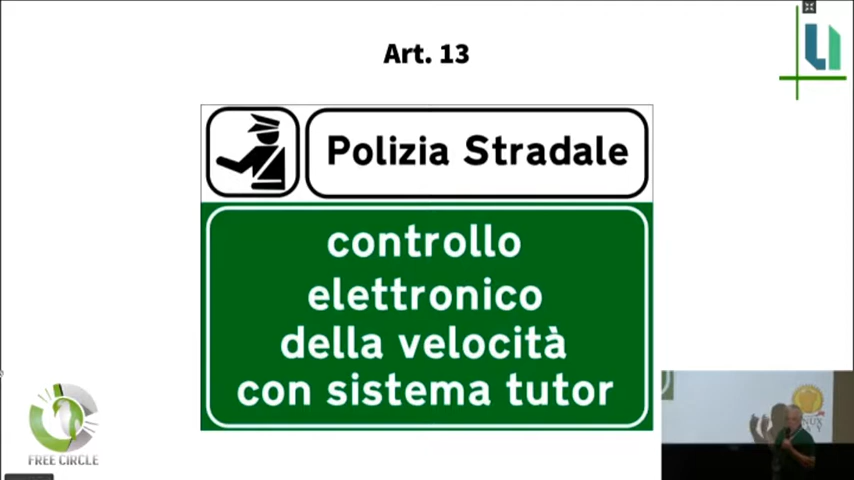 Art. 13
Polizia Stradale
controllo
elettronico
della velocità
con sistema tutor
FREE CIRCLE